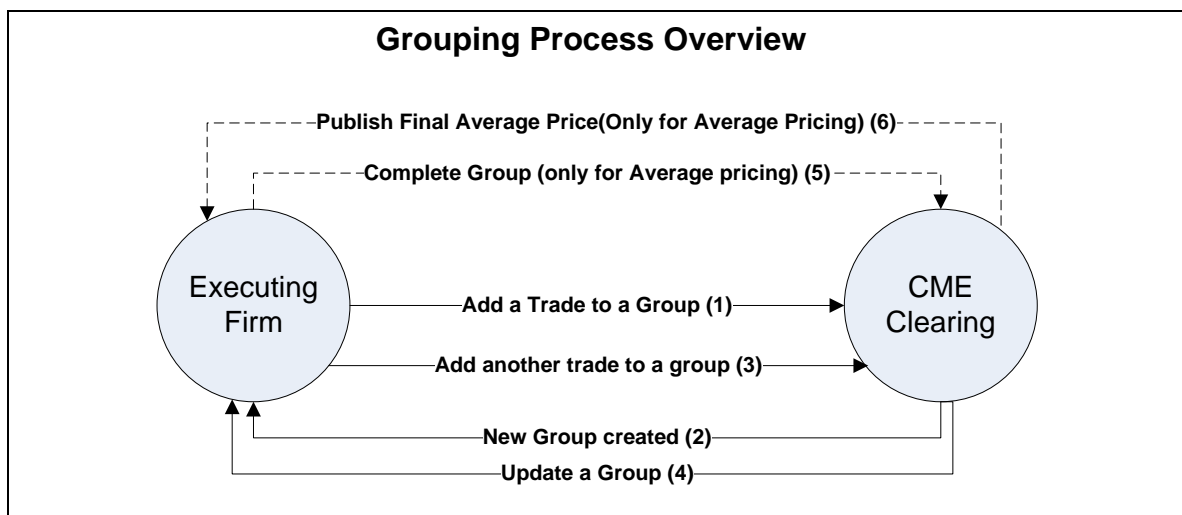 Grouping Process Overview
Publish Final Average Price(Only for Average Pricing) (6)
Complete Group (only for Average pricing) (5)
Executing
Firm
CME
Clearing
Add a Trade to a Group (1)
Add another trade to a group (3)
New Group created (2)
Update a Group (4)